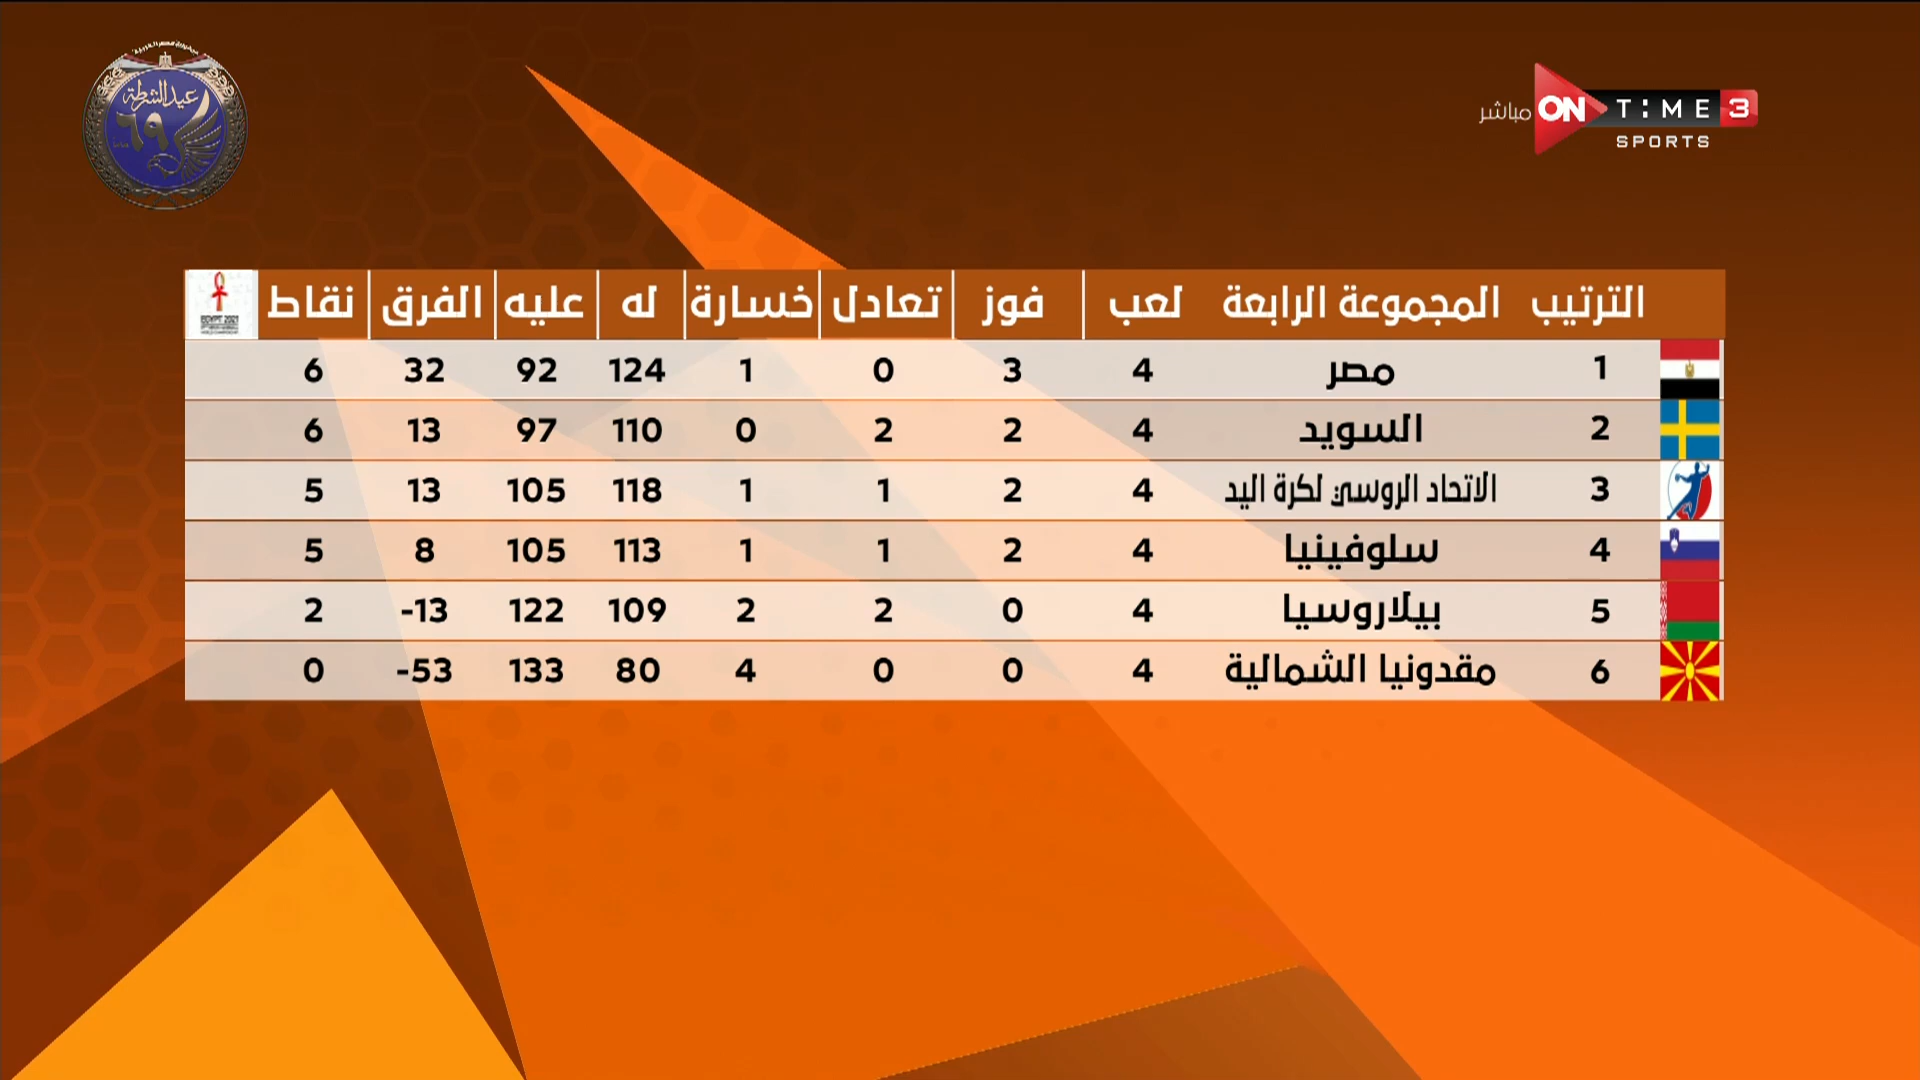 عيد الشرطة
٦٩
مباشر ON TIME 3
SPORTS
الترتيب المجموعة الرابعة لعب فوز تعادل خسارة له عليه الفرق نقاط
EGYPT 2021
1 مصر 4 3 0 1 124 92 32 6
2 السويد 4 2 2 0 110 97 13 6
3 الاتحاد الروسي لكرة اليد 4 2 1 1 118 105 13 5
4 سلوفينيا 4 2 1 1 113 105 8 5
5 بيلاروسيا 4 0 2 2 109 122 -13 2
6 مقدونيا الشمالية 4 0 0 4 80 133 -53 0